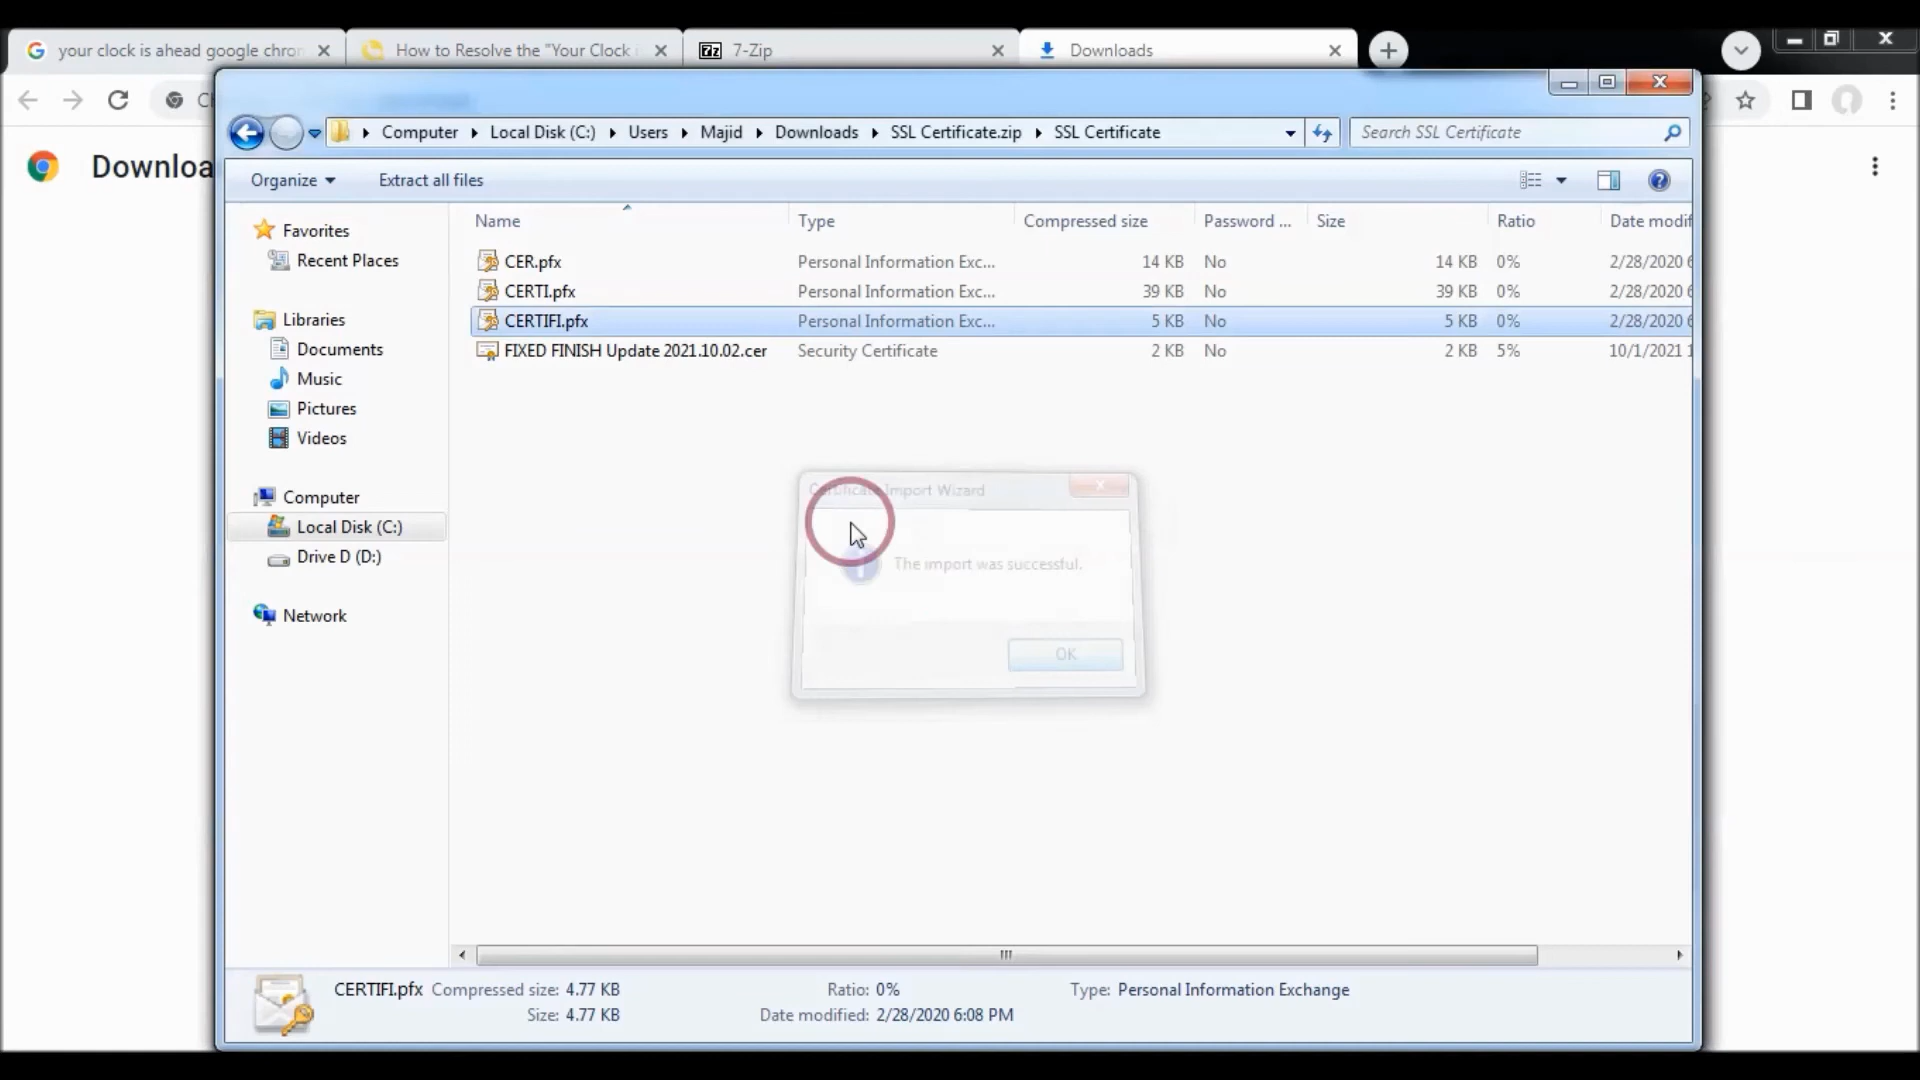 your clock is ahead google chron
How to Resolve the "Your Clock i
7-Zip
Downloads
Computer Local Disk (C:) Users Majid Downloads SSL Certificate.zip SSL Certificate
Search SSL Certificate
Downloa
Organize
Extract all files
Name Type Compressed size Password ... Size Ratio Date modif
CER.pfx Personal Information Exc... 14 KB No 14 KB 0% 2/28/2020 6
CERTI.pfx Personal Information Exc... 39 KB No 39 KB 0% 2/28/2020 6
CERTIFI.pfx Personal Information Exc... 5 KB No 5 KB 0% 2/28/2020 6
FIXED FINISH Update 2021.10.02.cer Security Certificate 2 KB No 2 KB 5% 10/1/2021 1
Favorites
Recent Places
Libraries
Documents
Music
Pictures
Videos
Computer
Local Disk (C:)
Drive D (D:)
Network
Certificate Import Wizard
The import was successful.
OK
CERTIFI.pfx Compressed size: 4.77 KB Ratio: 0% Type: Personal Information Exchange
Size: 4.77 KB Date modified: 2/28/2020 6:08 PM